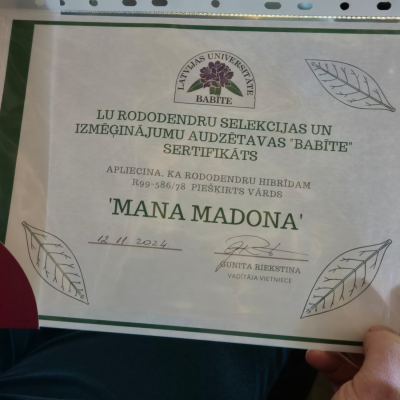 LATVIJAS UNIVERSITĀTE
BABĪTE
LU RODODENDRU SELEKCIJAS UN
IZMĒĢINĀJUMU AUDZĒTAVAS "BABĪTE"
SERTIFIKĀTS
APLIECINA, KA RODODENDRU HIBRĪDAM
R99-586/78 PIEŠĶIRTS VĀRDS
'MANA MADONA'
12 11 2024
GUNITA RIEKSTIŅA
VADĪTĀJA VIETNIECE